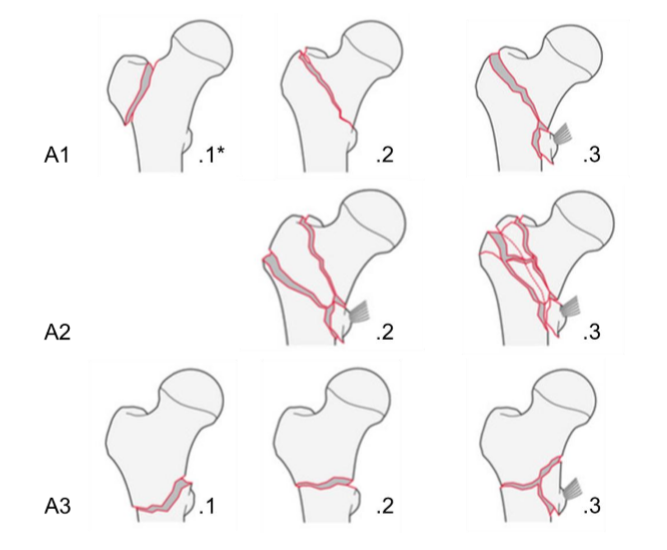 A1 .1* .2 .3
A2 .2 .3
A3 .1 .2 .3